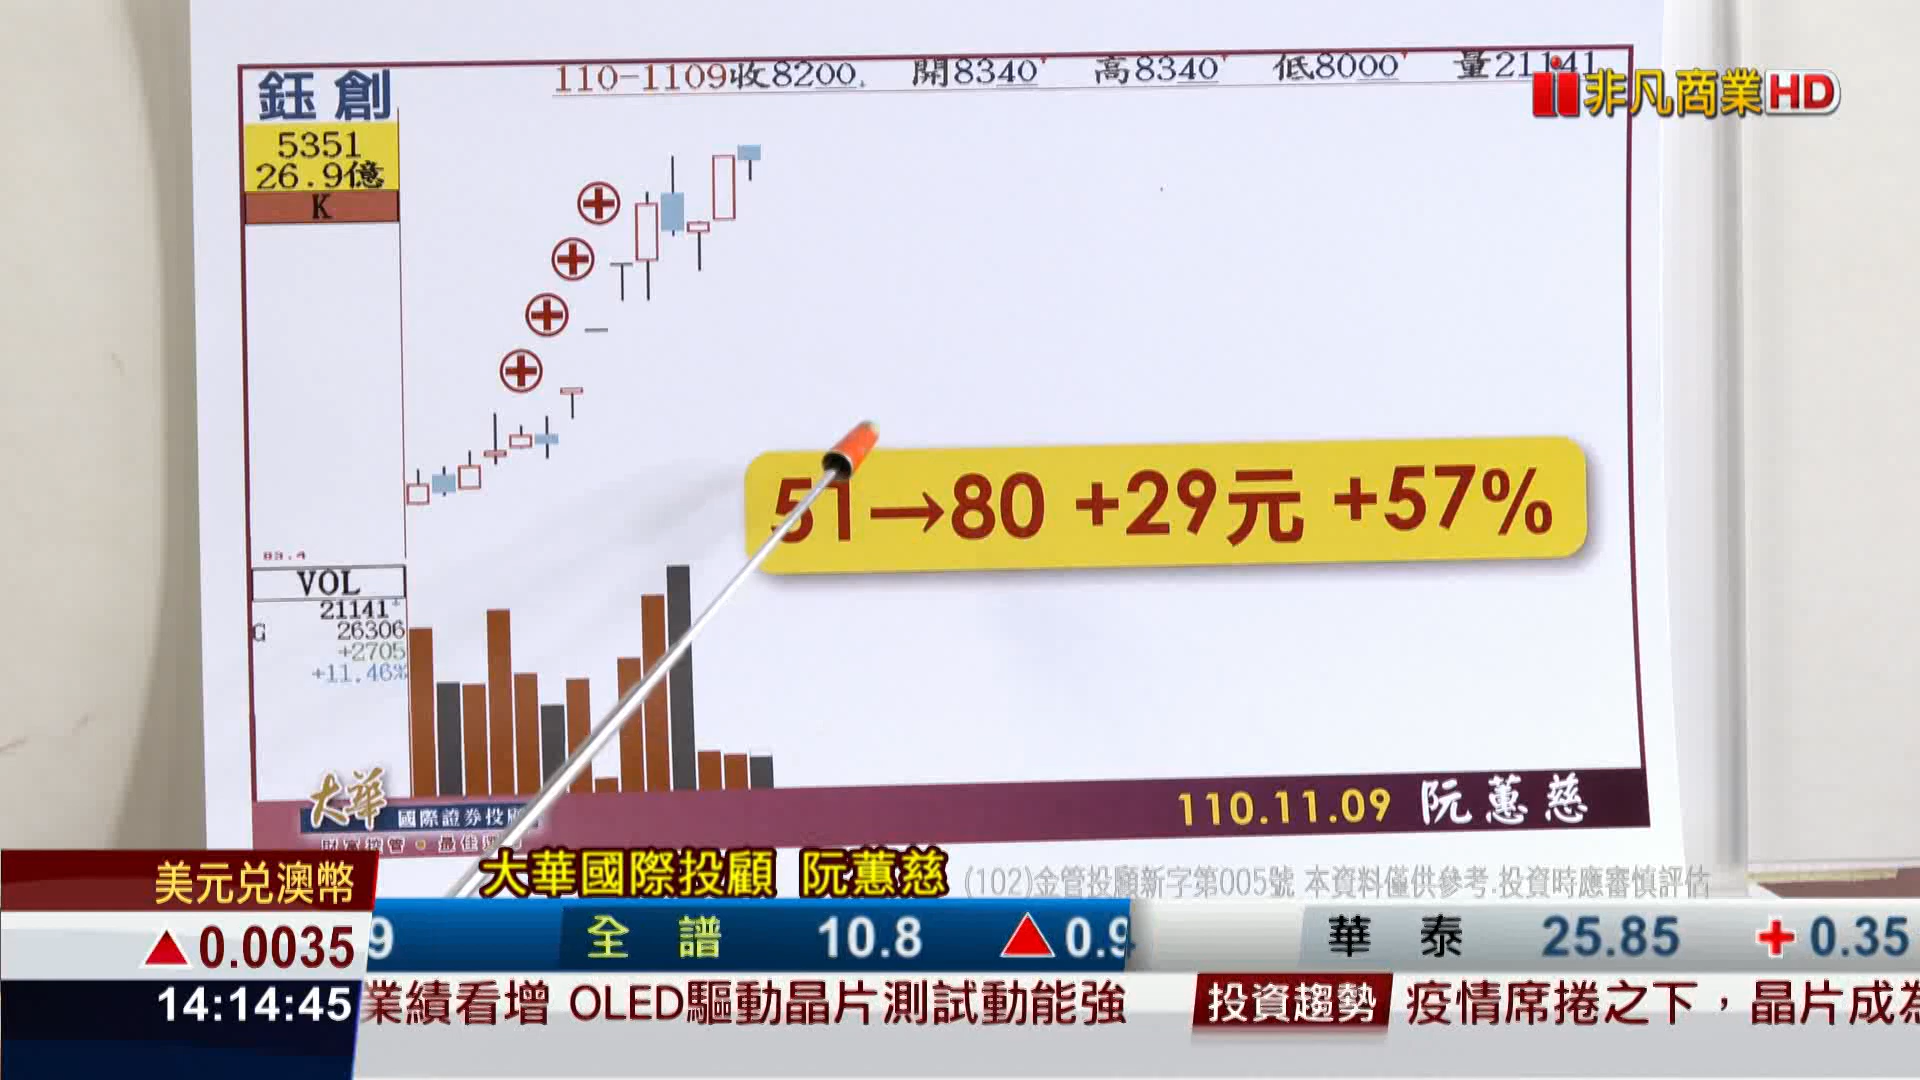 鈺創
110-1109收8200. 開8340 高8340 低8000 量21141
非凡商業HD
5351
26.9億
K
51→80 +29元 +57%
83.4
VOL
21141
G 26306
+2705
+11.46%
大華 國際證券投顧
110.11.09 阮蕙慈
大華國際投顧 阮蕙慈 (102)金管投顧新字第005號 本資料僅供參考.投資時應審慎評估
美元兌澳幣
▲0.0035
9 全譜 10.8 ▲0.9 華泰 25.85 +0.35
14:14:45
業績看增 OLED驅動晶片測試動能強 投資趨勢 疫情席捲之下，晶片成為